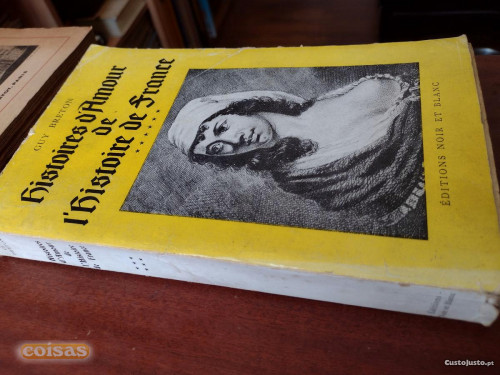 GUY BRETON
Histoires d'Amour
de
l'Histoire de France
ÉDITIONS NOIR ET BLANC
coisas
CustoJusto.pt